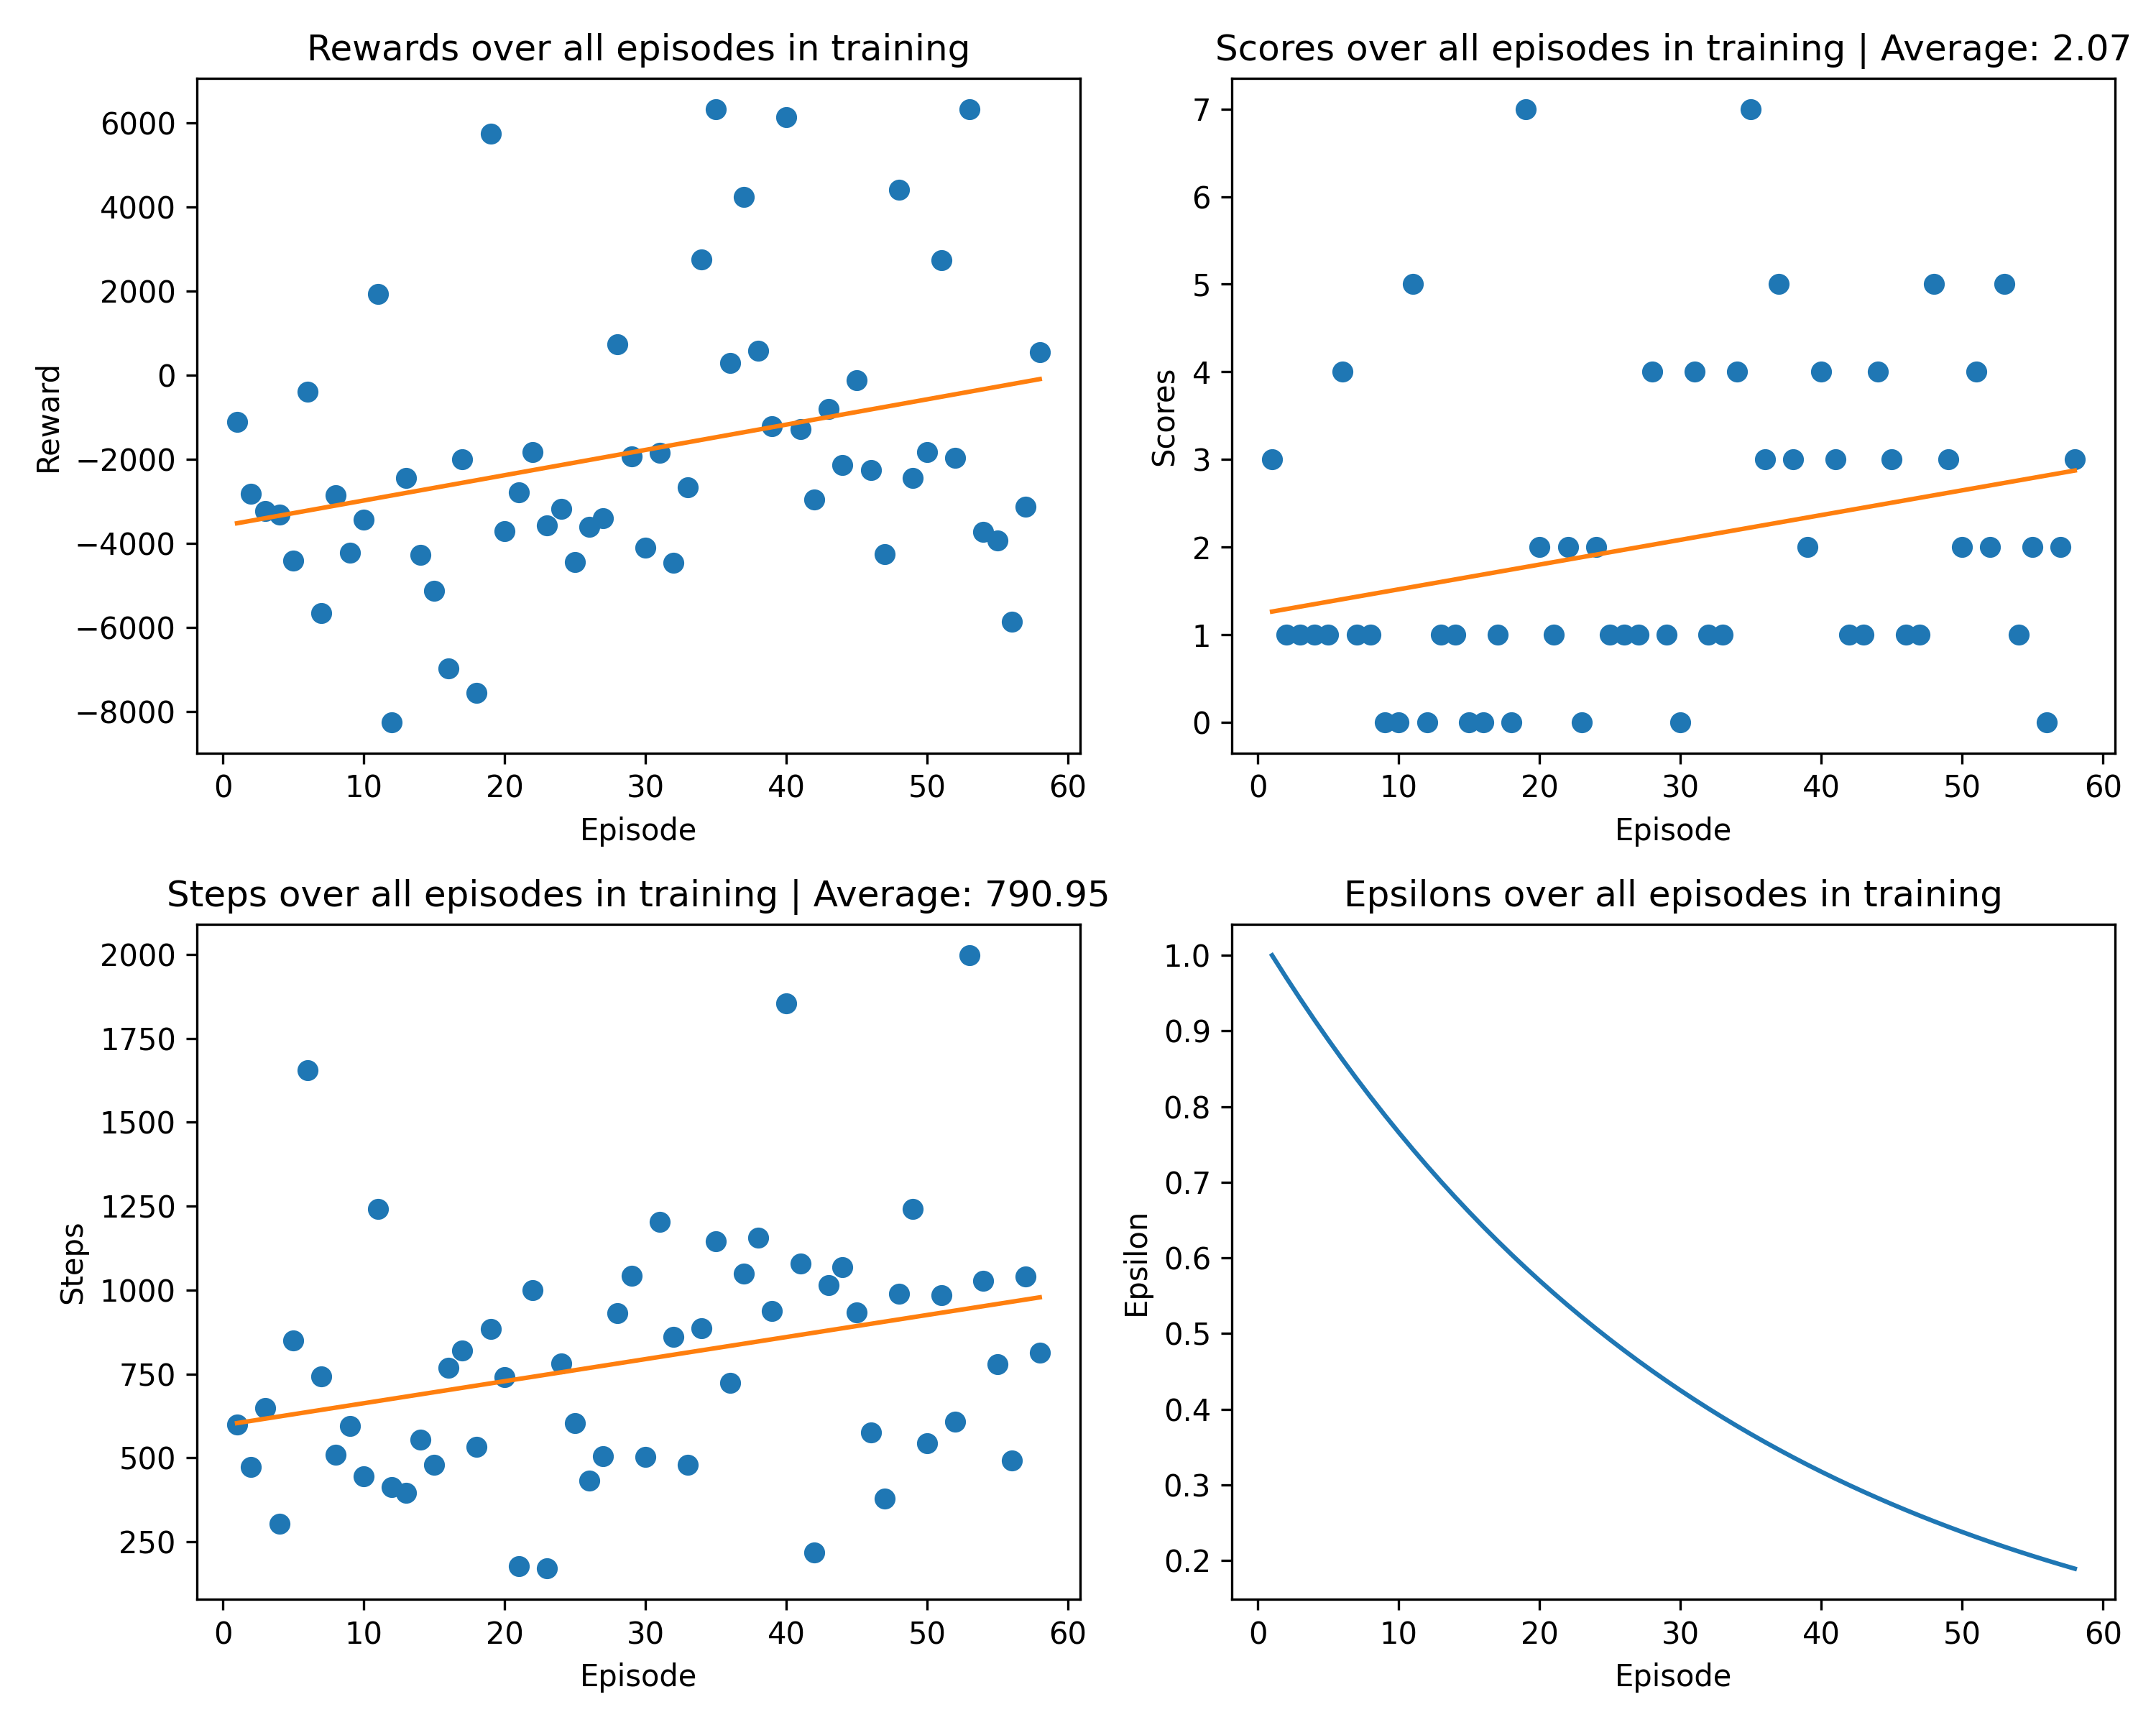 Rewards over all episodes in training
6000
4000
2000
0
−2000
−4000
−6000
−8000
Reward
0 10 20 30 40 50 60
Episode
Scores over all episodes in training | Average: 2.07
7
6
5
4
3
2
1
0
Scores
0 10 20 30 40 50 60
Episode
Steps over all episodes in training | Average: 790.95
2000
1750
1500
1250
1000
750
500
250
Steps
0 10 20 30 40 50 60
Episode
Epsilons over all episodes in training
1.0
0.9
0.8
0.7
0.6
0.5
0.4
0.3
0.2
Epsilon
0 10 20 30 40 50 60
Episode